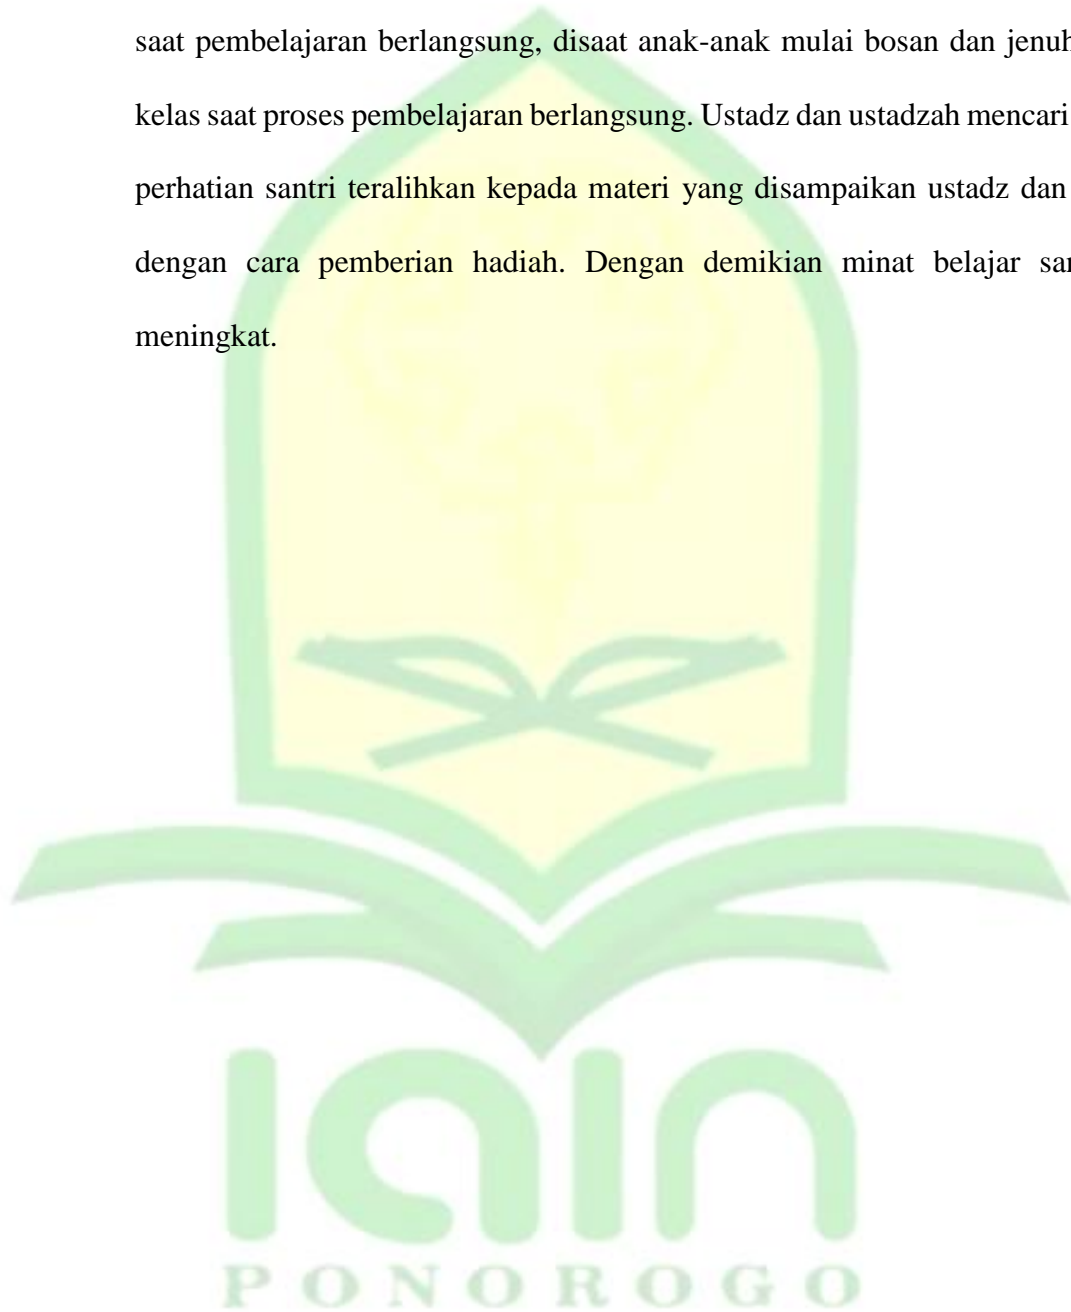 saat pembelajaran berlangsung, disaat anak-anak mulai bosan dan jenuh
kelas saat proses pembelajaran berlangsung. Ustadz dan ustadzah mencari
perhatian santri teralihkan kepada materi yang disampaikan ustadz dan
dengan cara pemberian hadiah. Dengan demikian minat belajar
meningkat.
iain
PONOROGO